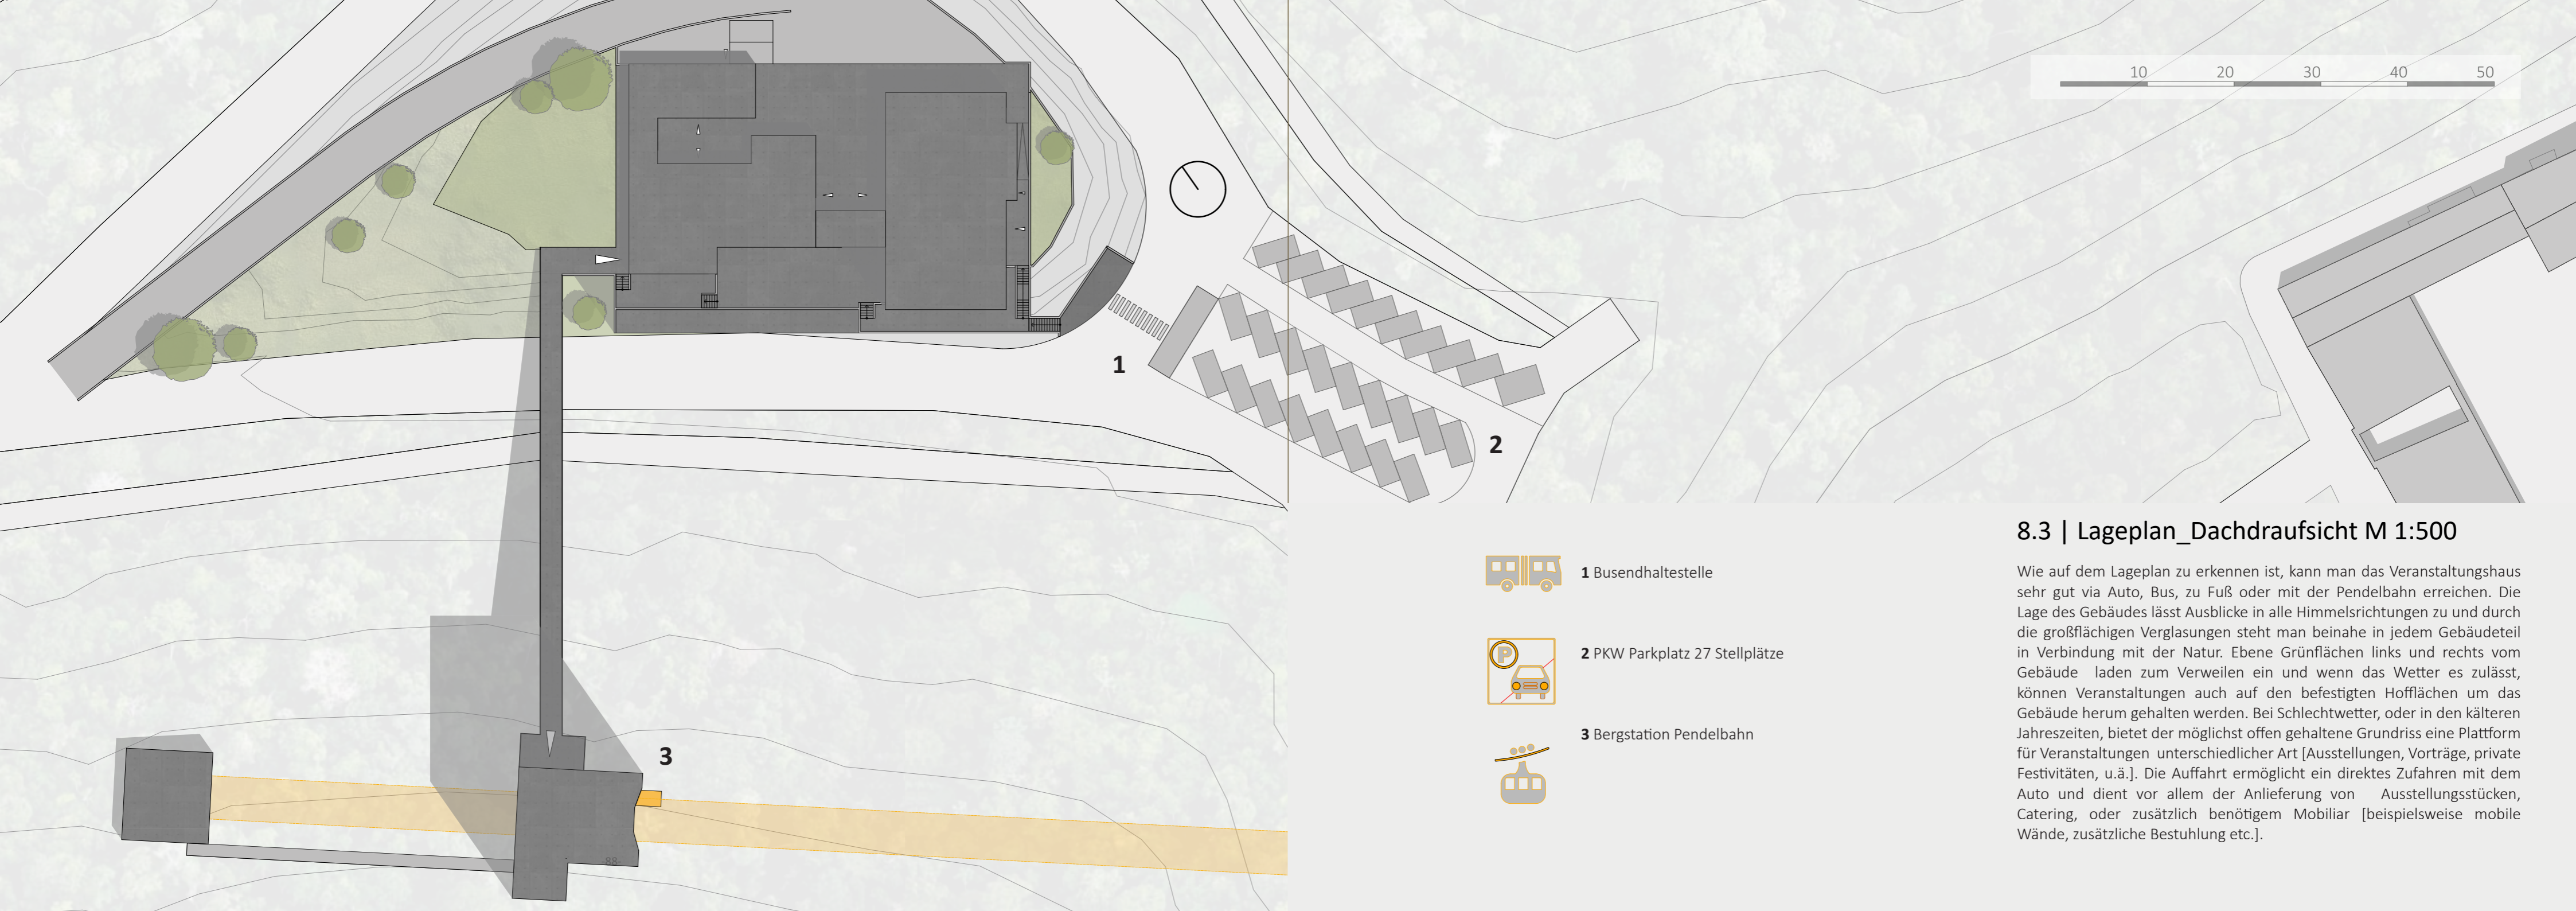 10 20 30 40 50
1
2
3
-88-
1 Busendhaltestelle
2 PKW Parkplatz 27 Stellplätze
3 Bergstation Pendelbahn
8.3 | Lageplan_Dachdraufsicht M 1:500
Wie auf dem Lageplan zu erkennen ist, kann man das Veranstaltungshaus
sehr gut via Auto, Bus, zu Fuß oder mit der Pendelbahn erreichen. Die
Lage des Gebäudes lässt Ausblicke in alle Himmelsrichtungen zu und durch
die großflächigen Verglasungen steht man beinahe in jedem Gebäudeteil
in Verbindung mit der Natur. Ebene Grünflächen links und rechts vom
Gebäude laden zum Verweilen ein und wenn das Wetter es zulässt,
können Veranstaltungen auch auf den befestigten Hofflächen um das
Gebäude herum gehalten werden. Bei Schlechtwetter, oder in den kälteren
Jahreszeiten, bietet der möglichst offen gehaltene Grundriss eine Plattform
für Veranstaltungen unterschiedlicher Art [Ausstellungen, Vorträge, private
Festivitäten, u.ä.]. Die Auffahrt ermöglicht ein direktes Zufahren mit dem
Auto und dient vor allem der Anlieferung von Ausstellungsstücken,
Catering, oder zusätzlich benötigem Mobiliar [beispielsweise mobile
Wände, zusätzliche Bestuhlung etc.].
P